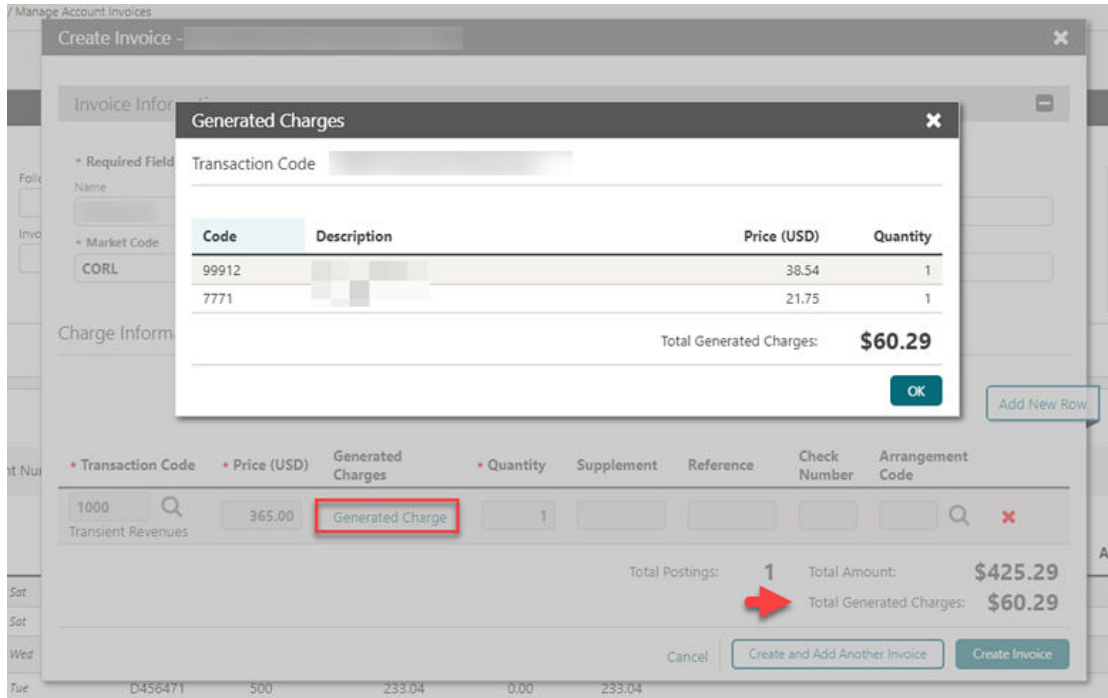 / Manage Account Invoices
Create Invoice -
Invoice Infor
Generated Charges
Transaction Code
* Required Field
Name
* Market Code
CORL
Code Description Price (USD) Quantity
99912 38.54 1
7771 21.75 1
Total Generated Charges: $60.29
OK
Charge Inform
Add New Row
* Transaction Code * Price (USD) Generated Charges * Quantity Supplement Reference Check Number Arrangement Code
1000 365.00 Generated Charge 1
Transient Revenues
Total Postings: 1 Total Amount: $425.29
Total Generated Charges: $60.29
Cancel Create and Add Another Invoice Create Invoice
Sat
Sat
Wed
Tue D456471 500 233.04 0.00 233.04